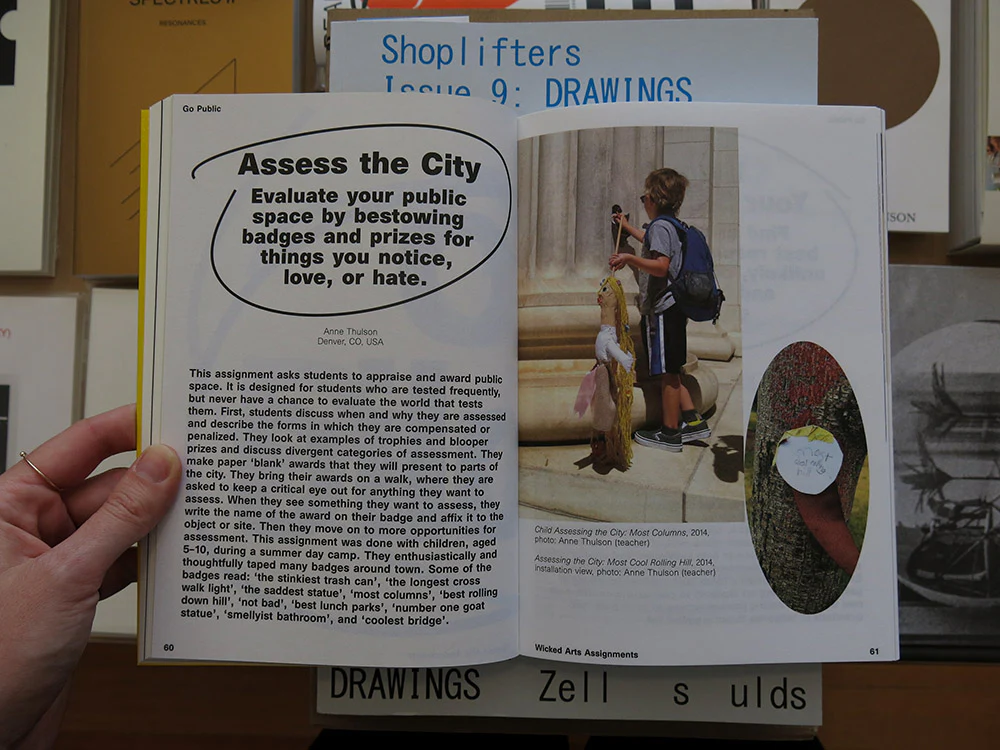 SPECTRES II
RESONANCES
Shoplifters
Issue 9: DRAWINGS
Go Public
Assess the City
Evaluate your public
space by bestowing
badges and prizes for
things you notice,
love, or hate.
Anne Thulson
Denver, CO, USA
This assignment asks students to appraise and award public
space. It is designed for students who are tested frequently,
but never have a chance to evaluate the world that tests
them. First, students discuss when and why they are assessed
and describe the forms in which they are compensated or
penalized. They look at examples of trophies and blooper
prizes and discuss divergent categories of assessment. They
make paper ‘blank’ awards that they will present to parts of
the city. They bring their awards on a walk, where they are
asked to keep a critical eye out for anything they want to
assess. When they see something they want to assess, they
write the name of the award on their badge and affix it to the
object or site. Then they move on to more opportunities for
assessment. This assignment was done with children, aged
5–10, during a summer day camp. They enthusiastically and
thoughtfully taped many badges around town. Some of the
badges read: ‘the stinkiest trash can’, ‘the longest cross
walk light’, ‘the saddest statue’, ‘most columns’, ‘best rolling
down hill’, ‘not bad’, ‘best lunch parks’, ‘number one goat
statue’, ‘smellyist bathroom’, and ‘coolest bridge’.
60
Child Assessing the City: Most Columns, 2014,
photo: Anne Thulson (teacher)
Assessing the City: Most Cool Rolling Hill, 2014,
installation view, photo: Anne Thulson (teacher)
Wicked Arts Assignments
61
NSON
DRAWINGS Zell s ulds